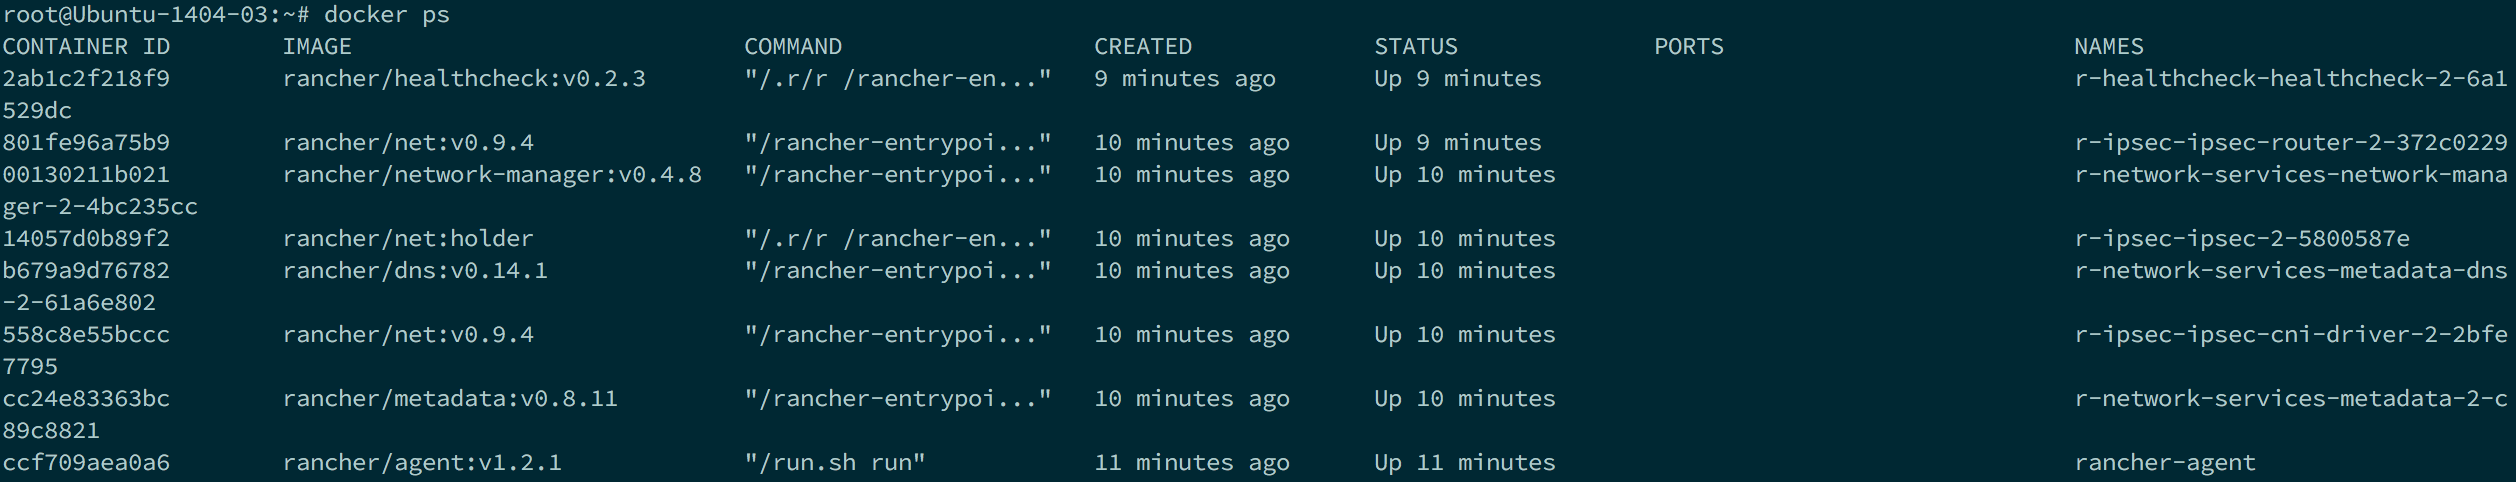 root@Ubuntu-1404-03:~# docker ps
CONTAINER ID        IMAGE                            COMMAND                  CREATED             STATUS              PORTS                         NAMES
2ab1c2f218f9        rancher/healthcheck:v0.2.3       "/.r/r /rancher-en..."   9 minutes ago       Up 9 minutes                                      r-healthcheck-healthcheck-2-6a1
529dc
801fe96a75b9        rancher/net:v0.9.4               "/rancher-entrypoi..."   10 minutes ago      Up 9 minutes                                      r-ipsec-ipsec-router-2-372c0229
00130211b021        rancher/network-manager:v0.4.8   "/rancher-entrypoi..."   10 minutes ago      Up 10 minutes                                     r-network-services-network-mana
ger-2-4bc235cc
14057d0b89f2        rancher/net:holder               "/.r/r /rancher-en..."   10 minutes ago      Up 10 minutes                                     r-ipsec-ipsec-2-5800587e
b679a9d76782        rancher/dns:v0.14.1              "/rancher-entrypoi..."   10 minutes ago      Up 10 minutes                                     r-network-services-metadata-dns
-2-61a6e802
558c8e55bccc        rancher/net:v0.9.4               "/rancher-entrypoi..."   10 minutes ago      Up 10 minutes                                     r-ipsec-ipsec-cni-driver-2-2bfe
7795
cc24e83363bc        rancher/metadata:v0.8.11         "/rancher-entrypoi..."   10 minutes ago      Up 10 minutes                                     r-network-services-metadata-2-c
89c8821
ccf709aea0a6        rancher/agent:v1.2.1             "/run.sh run"            11 minutes ago      Up 11 minutes                                     rancher-agent